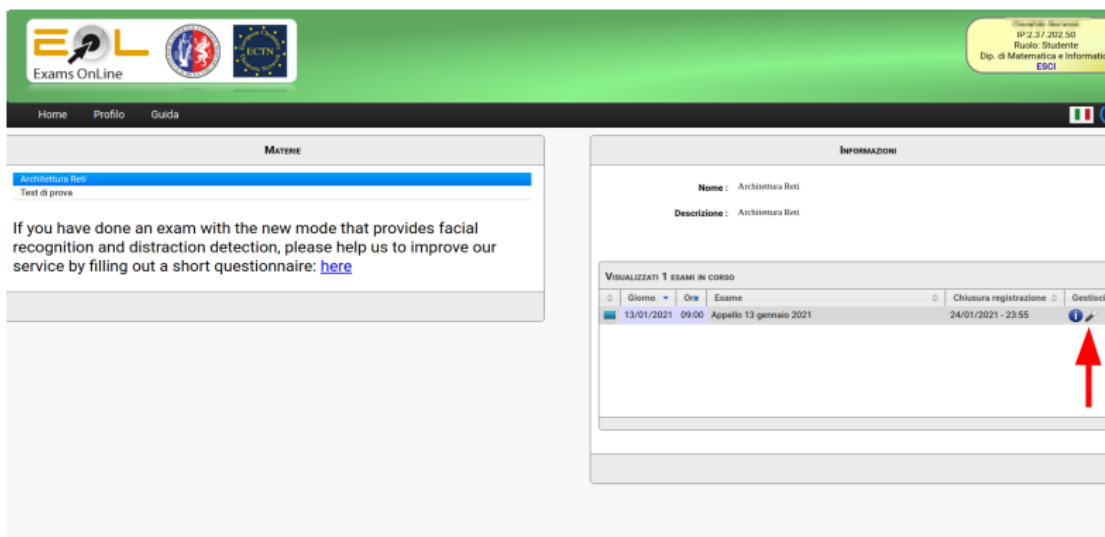 EOL
Exams OnLine
ECTN
IP:2.37.202.50
Ruolo: Studente
Dip. di Matematica e Informatic
ESCI
Home Profilo Guida
MATERIE
Architettura Reti
Test di prova
If you have done an exam with the new mode that provides facial
recognition and distraction detection, please help us to improve our
service by filling out a short questionnaire: here
INFORMAZIONI
Nome : Architettura Reti
Descrizione : Architettura Reti
VISUALIZZATI 1 ESAMI IN CORSO
Giorno Ora Esame Chiusura registrazione Gestisci
13/01/2021 09:00 Appello 13 gennaio 2021 24/01/2021 - 23:55